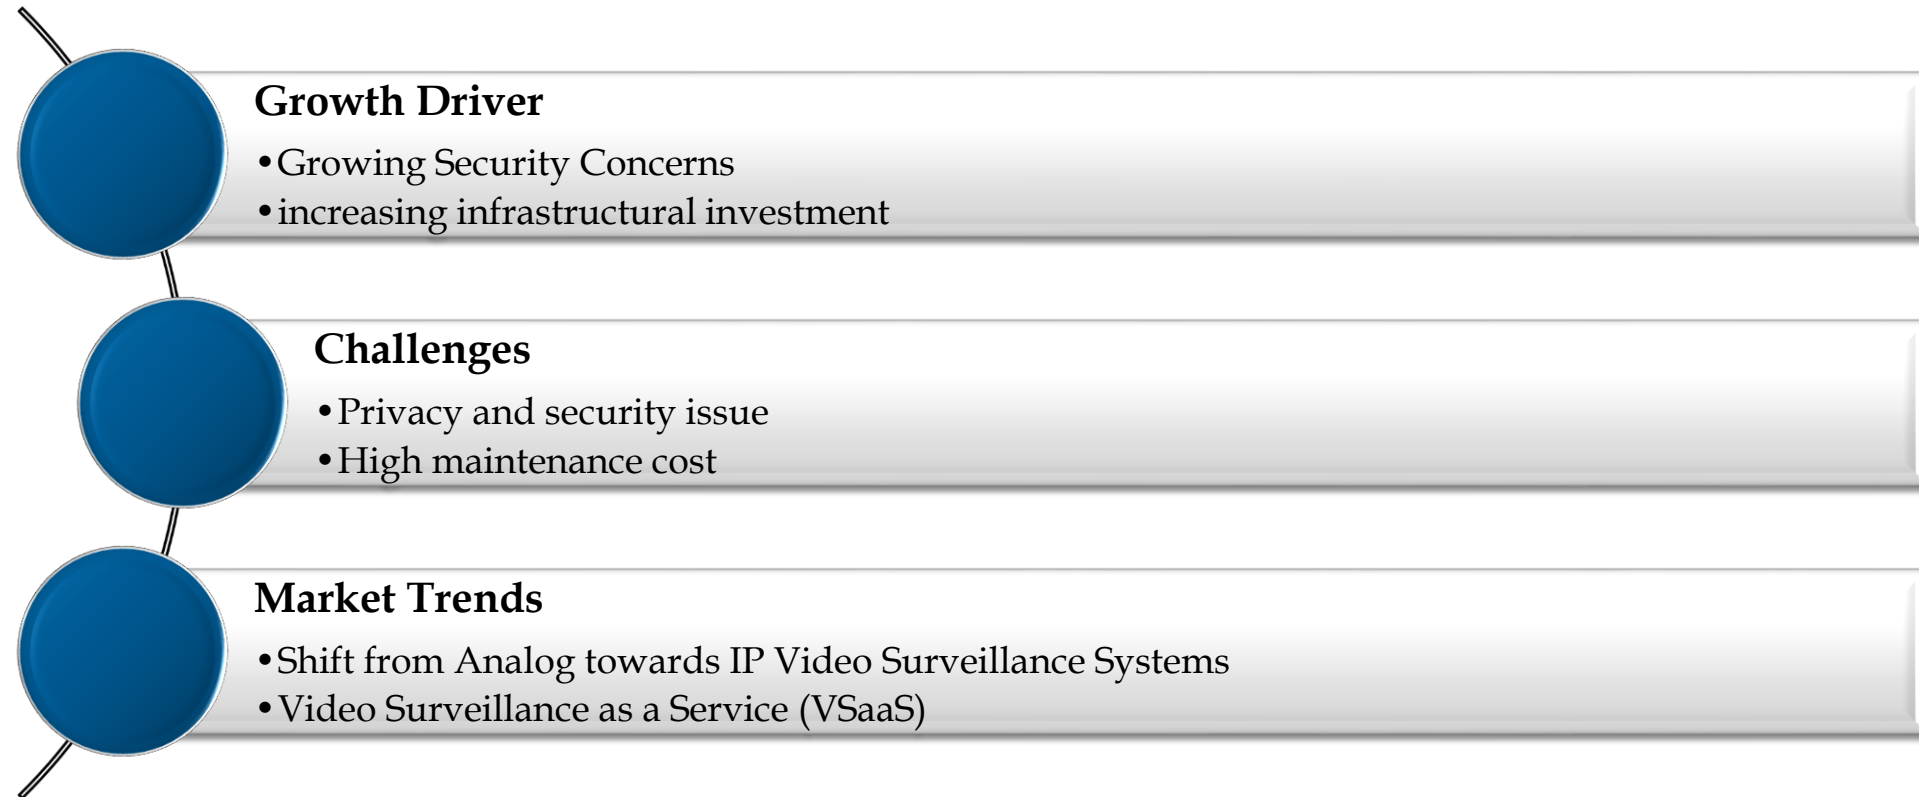 Growth Driver
•Growing Security Concerns
•increasing infrastructural investment
Challenges
•Privacy and security issue
•High maintenance cost
Market Trends
•Shift from Analog towards IP Video Surveillance Systems
•Video Surveillance as a Service (VSaaS)